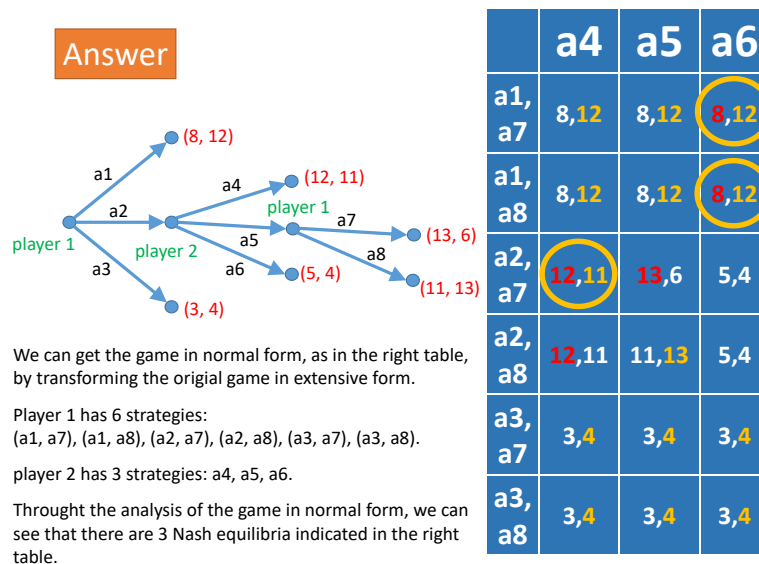 Answer
a1
a2
a3
a4
a5
a6
a7
a8
player 1
player 2
player 1
(8, 12)
(12, 11)
(13, 6)
(5, 4)
(11, 13)
(3, 4)
We can get the game in normal form, as in the right table,
by transforming the origial game in extensive form.
Player 1 has 6 strategies:
(a1, a7), (a1, a8), (a2, a7), (a2, a8), (a3, a7), (a3, a8).
player 2 has 3 strategies: a4, a5, a6.
Throught the analysis of the game in normal form, we can
see that there are 3 Nash equilibria indicated in the right
table.
a4 a5 a6
a1, a7 8,12 8,12 8,12
a1, a8 8,12 8,12 8,12
a2, a7 12,11 13,6 5,4
a2, a8 12,11 11,13 5,4
a3, a7 3,4 3,4 3,4
a3, a8 3,4 3,4 3,4